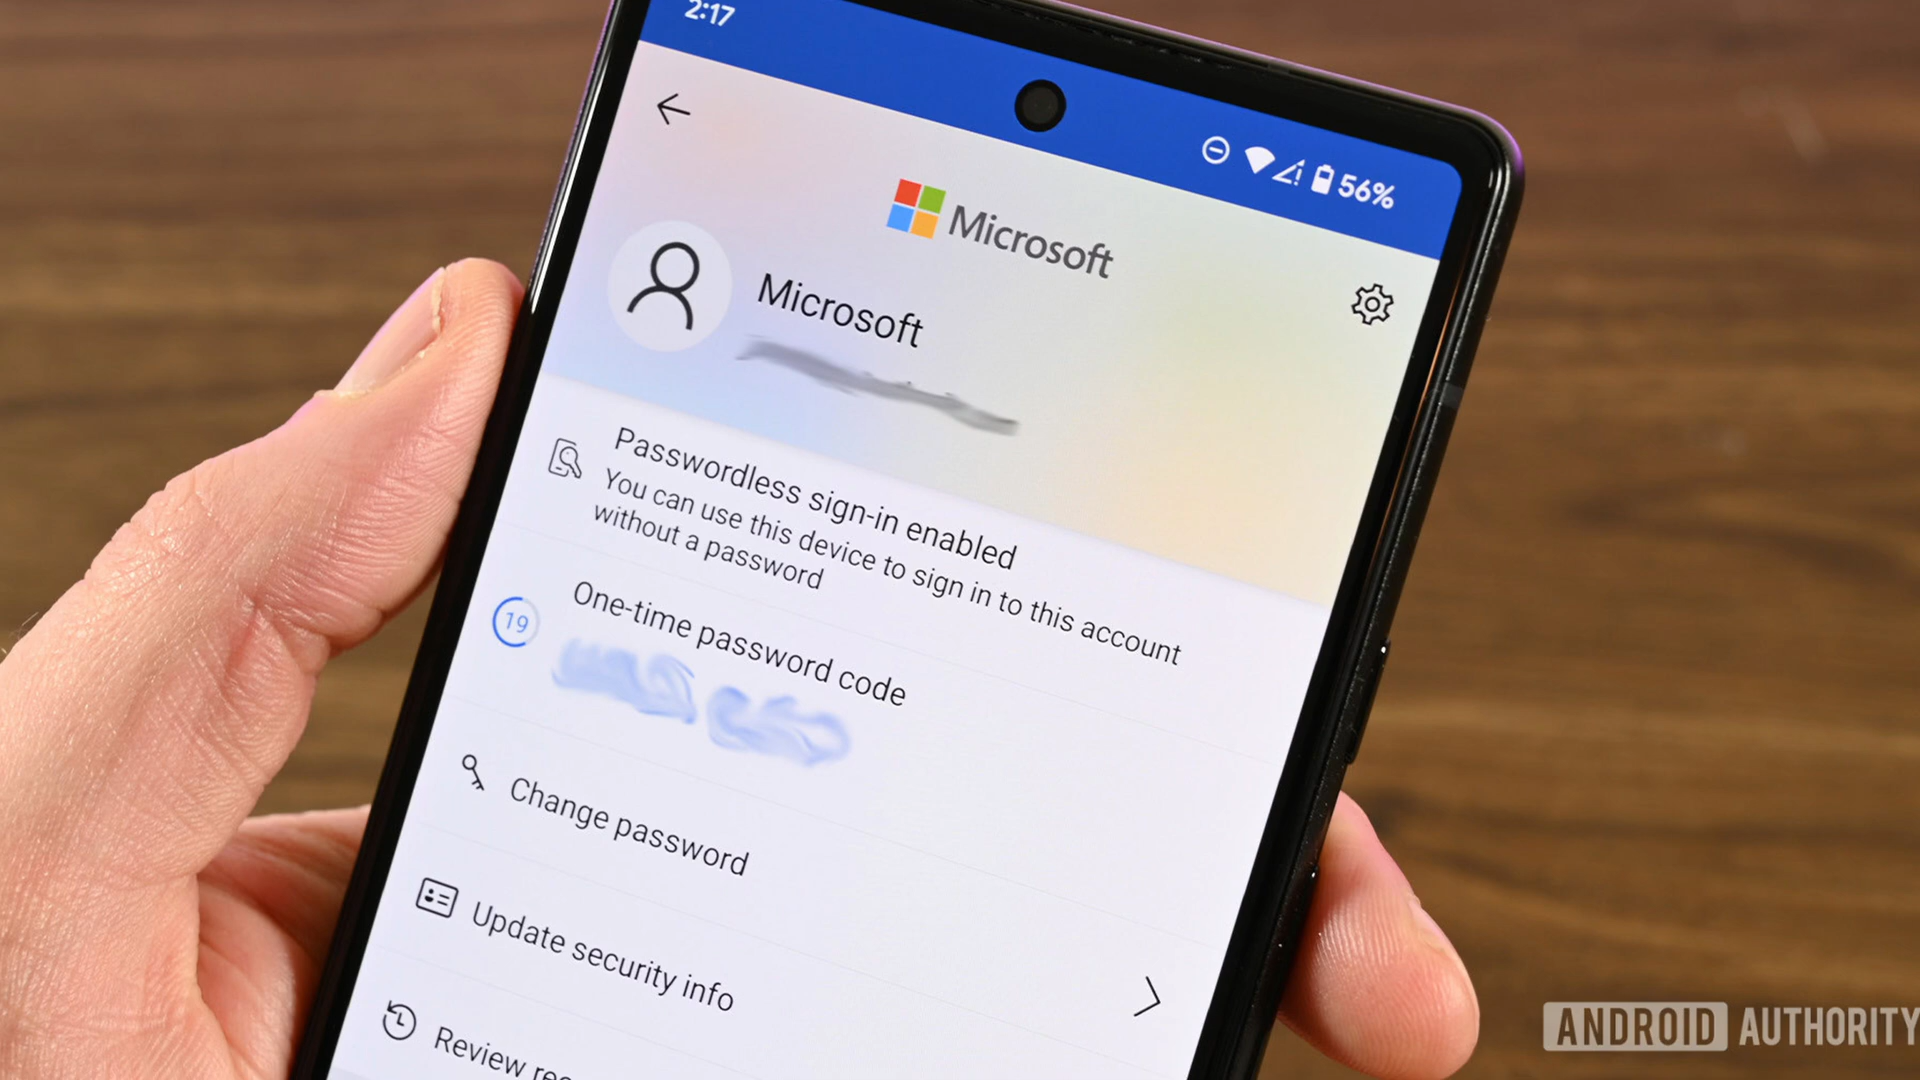 2:17
56%
Microsoft
Microsoft
Passwordless sign-in enabled
You can use this device to sign in to this account
without a password
One-time password code
19
Change password
Update security info
Review
ANDROID AUTHORITY